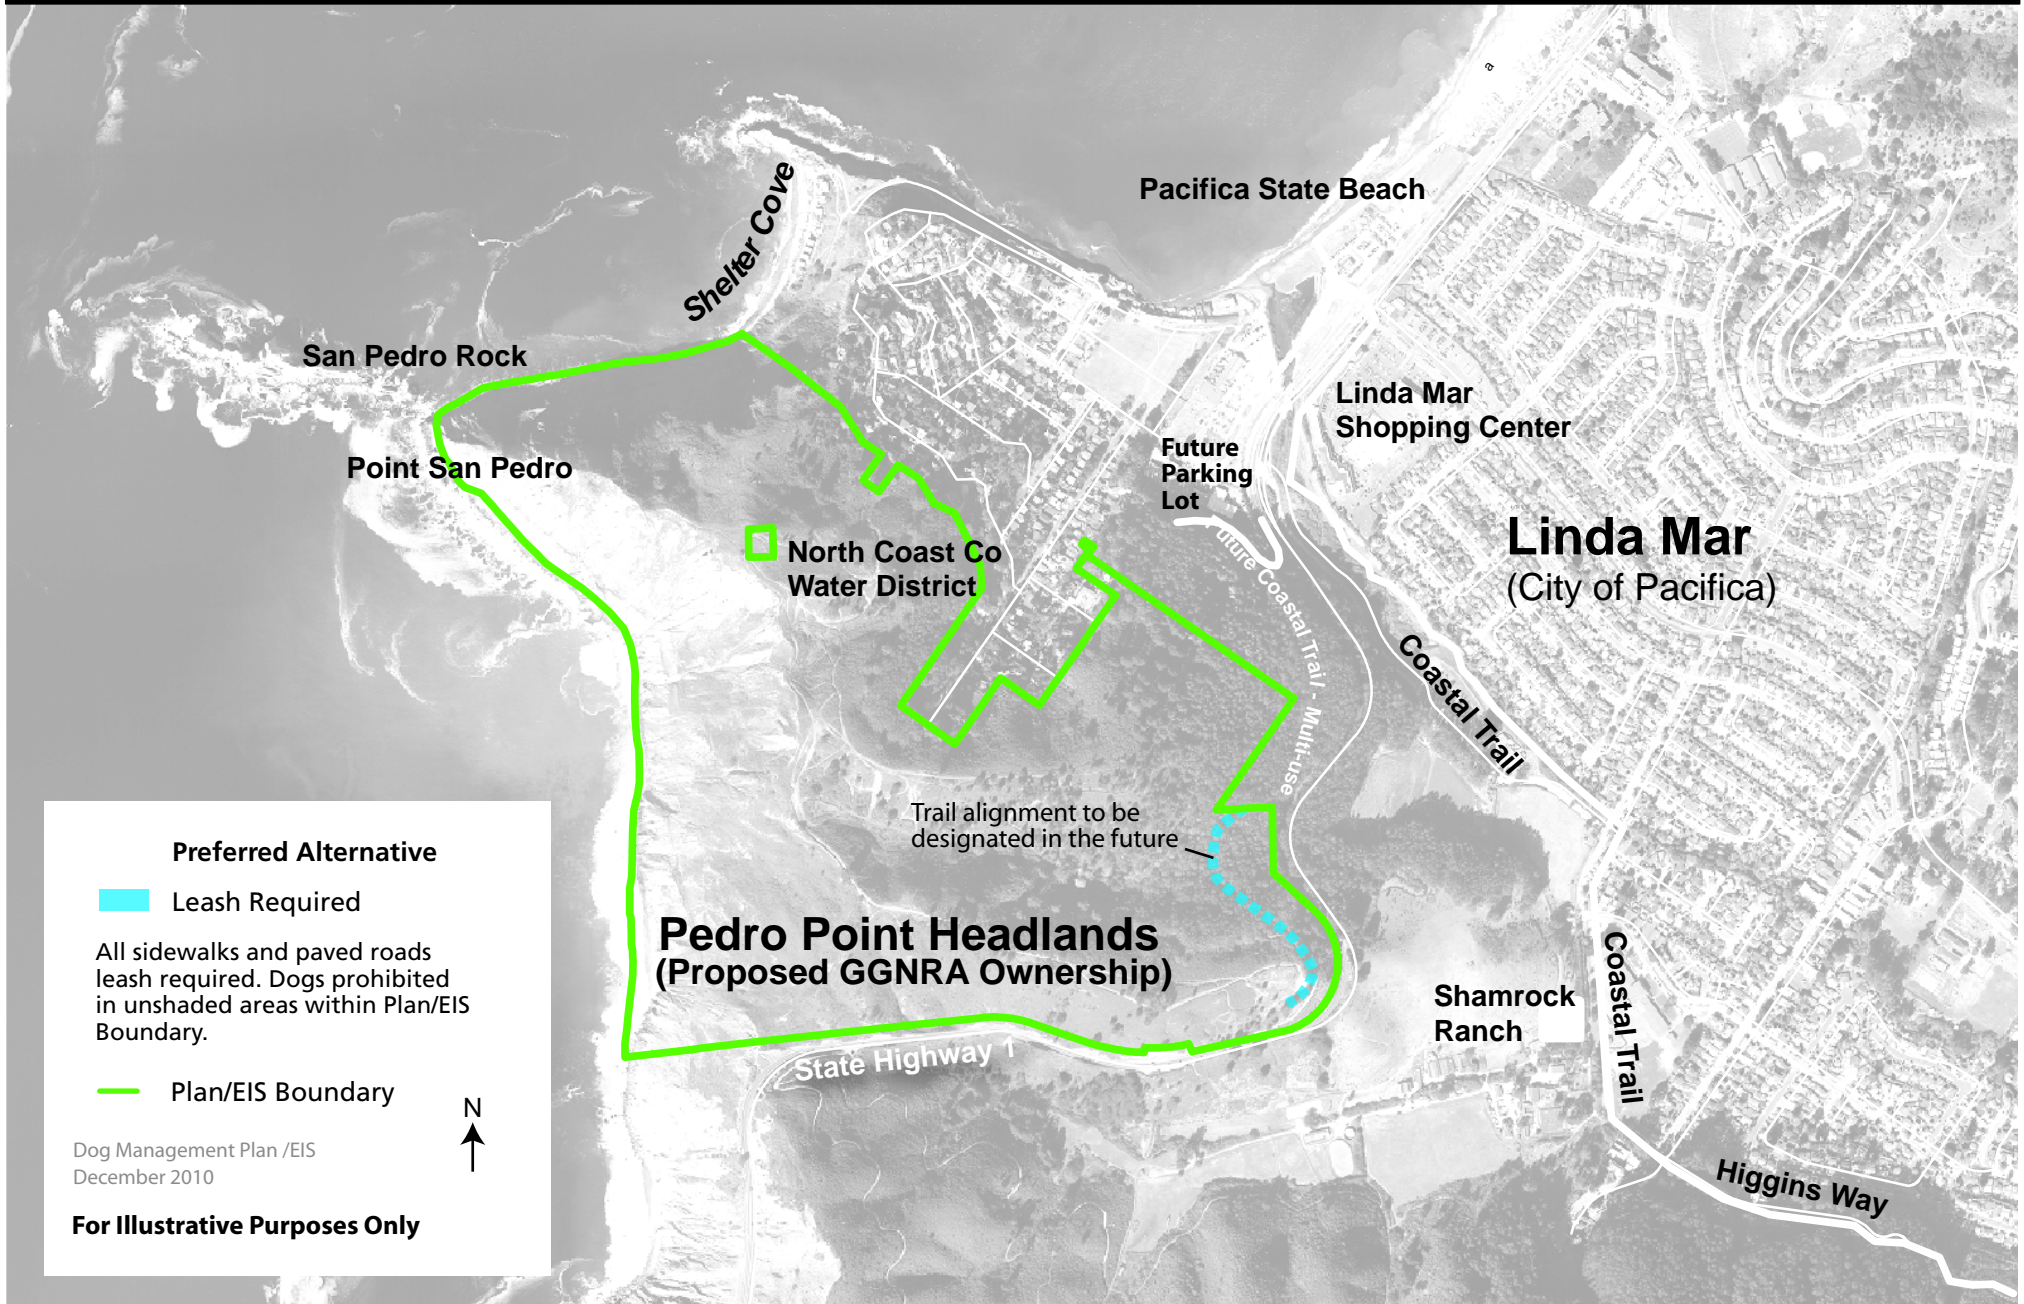 a
Pacifica State Beach
Shelter Cove
San Pedro Rock
Point San Pedro
Linda Mar
Shopping Center
Future
Parking
Lot
North Coast Co
Water District
Linda Mar
(City of Pacifica)
Future Coastal Trail - Multi-use
Coastal Trail
Trail alignment to be
designated in the future
Pedro Point Headlands
(Proposed GGNRA Ownership)
Shamrock
Ranch
Coastal Trail
State Highway 1
Higgins Way
Preferred Alternative
Leash Required
All sidewalks and paved roads
leash required. Dogs prohibited
in unshaded areas within Plan/EIS
Boundary.
Plan/EIS Boundary
N
Dog Management Plan /EIS
December 2010
For Illustrative Purposes Only